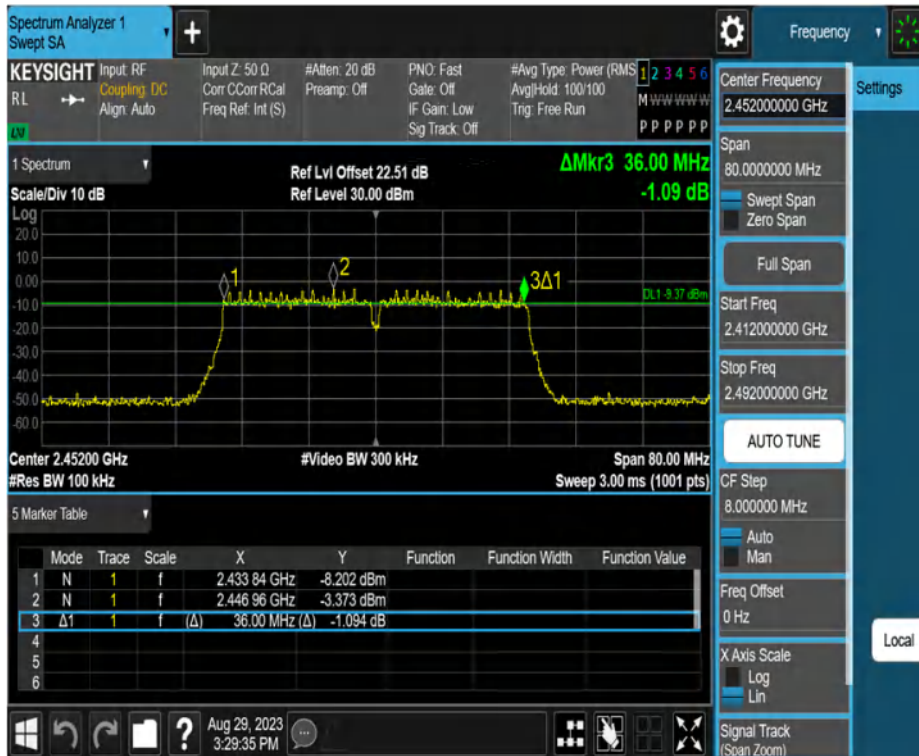 Spectrum Analyzer 1
Swept SA
+
Frequency
KEYSIGHT
RL
LXI
Input: RF
Coupling: DC
Align: Auto
Input Z: 50 Ω
Corr CCorr RCal
Freq Ref: Int (S)
#Atten: 20 dB
Preamp: Off
PNO: Fast
Gate: Off
IF Gain: Low
Sig Track: Off
#Avg Type: Power (RMS
Avg|Hold: 100/100
Trig: Free Run
1 2 3 4 5 6
M W W W W W
P P P P P P
1 Spectrum
Scale/Div 10 dB
Ref Lvl Offset 22.51 dB
Ref Level 30.00 dBm
ΔMkr3 36.00 MHz
-1.09 dB
Log
20.0
10.0
0.00
-10.0
-20.0
-30.0
-40.0
-50.0
-60.0
1
2
3Δ1
DL1 -9.37 dBm
Center 2.45200 GHz
#Video BW 300 kHz
Span 80.00 MHz
#Res BW 100 kHz
Sweep 3.00 ms (1001 pts)
5 Marker Table
Mode Trace Scale X Y Function Function Width Function Value
1 N 1 f 2.433 84 GHz -8.202 dBm
2 N 1 f 2.446 96 GHz -3.373 dBm
3 Δ1 1 f (Δ) 36.00 MHz (Δ) -1.094 dB
4
5
6
?
Aug 29, 2023
3:29:35 PM
Center Frequency
2.452000000 GHz
Span
80.0000000 MHz
Swept Span
Zero Span
Full Span
Start Freq
2.412000000 GHz
Stop Freq
2.492000000 GHz
AUTO TUNE
CF Step
8.000000 MHz
Auto
Man
Freq Offset
0 Hz
X Axis Scale
Log
Lin
Signal Track
(Span Zoom)
Settings
Local